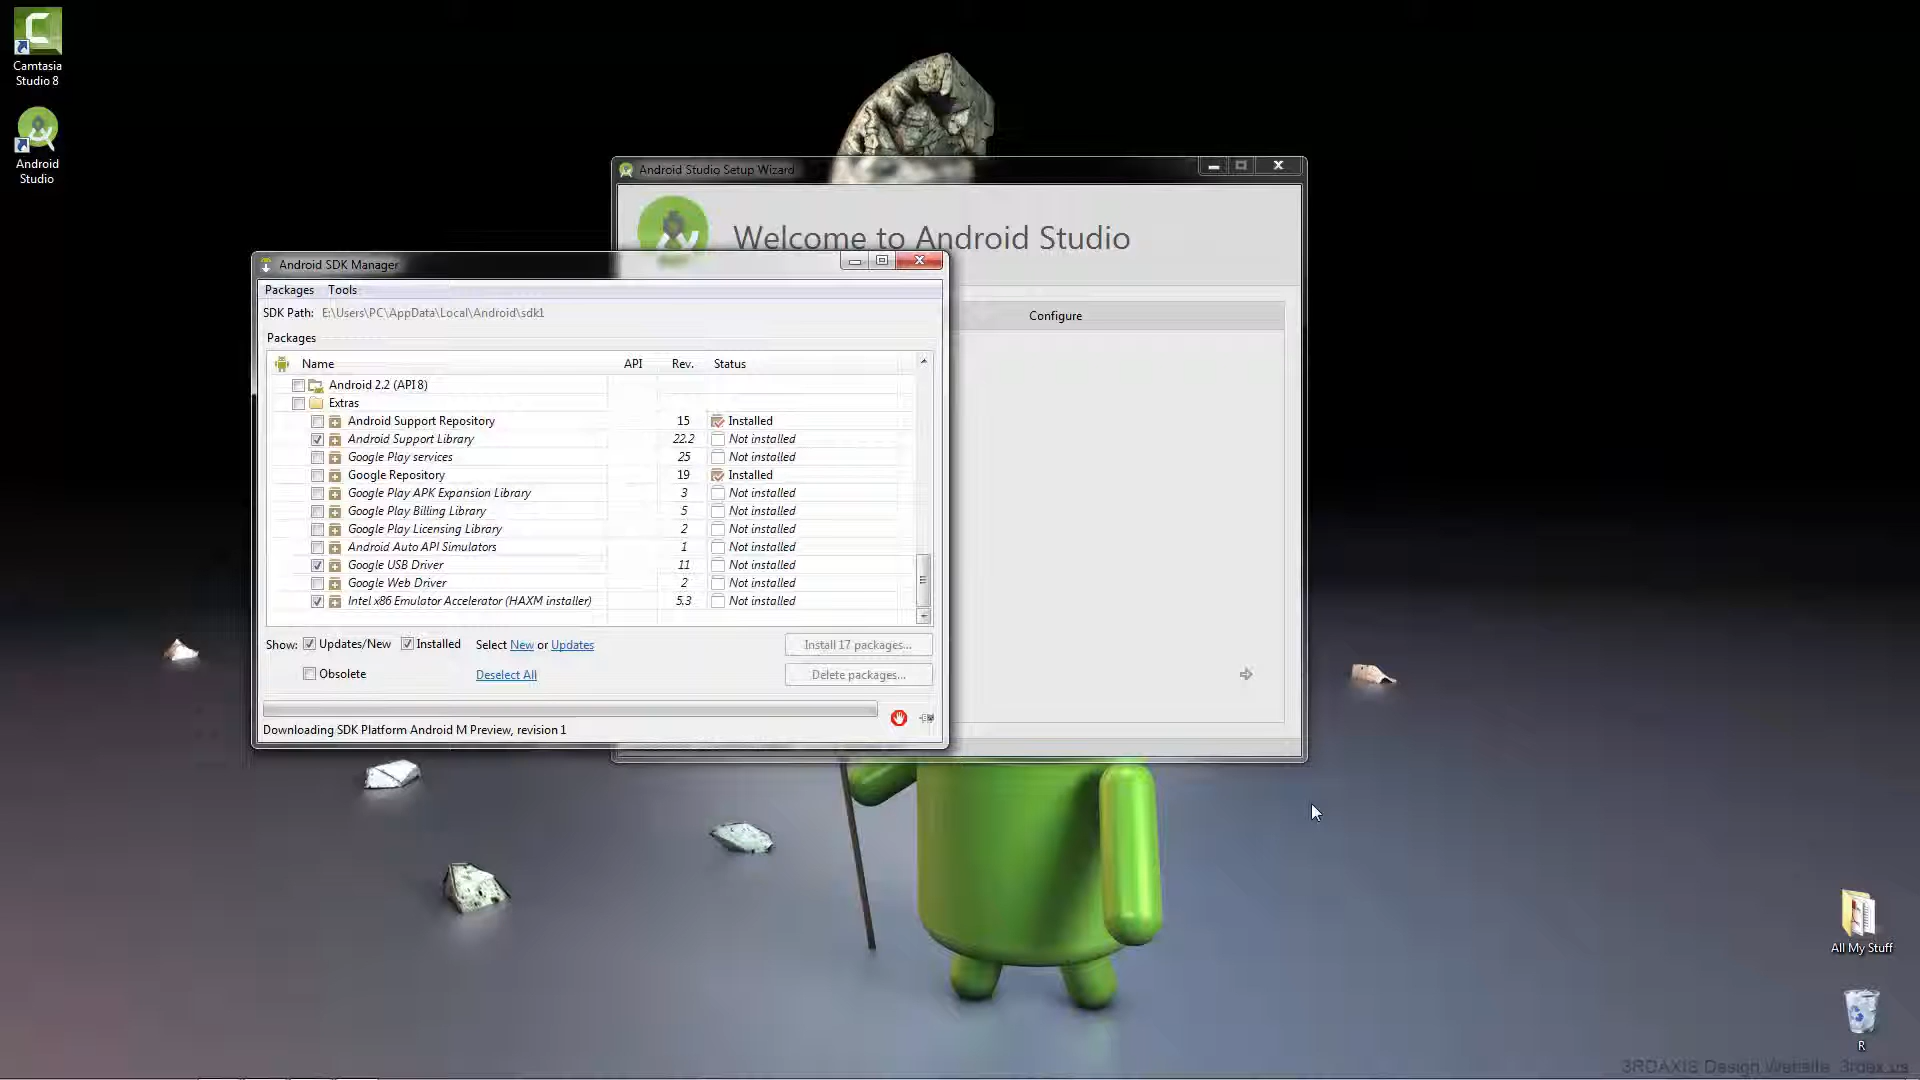 Camtasia
Studio 8
Android
Studio
Android Studio Setup Wizard
Welcome to Android Studio
Configure
Android SDK Manager
Packages Tools
SDK Path: E:\Users\PC\AppData\Local\Android\sdk1
Packages
Name API Rev. Status
Android 2.2 (API 8)
Extras
Android Support Repository 15 Installed
Android Support Library 22.2 Not installed
Google Play services 25 Not installed
Google Repository 19 Installed
Google Play APK Expansion Library 3 Not installed
Google Play Billing Library 5 Not installed
Google Play Licensing Library 2 Not installed
Android Auto API Simulators 1 Not installed
Google USB Driver 11 Not installed
Google Web Driver 2 Not installed
Intel x86 Emulator Accelerator (HAXM installer) 5.3 Not installed
Show: Updates/New Installed Select New or Updates Install 17 packages...
Obsolete Deselect All Delete packages...
Downloading SDK Platform Android M Preview, revision 1
All My Stuff
R
3RDAXIS Design Website 3rdax.us